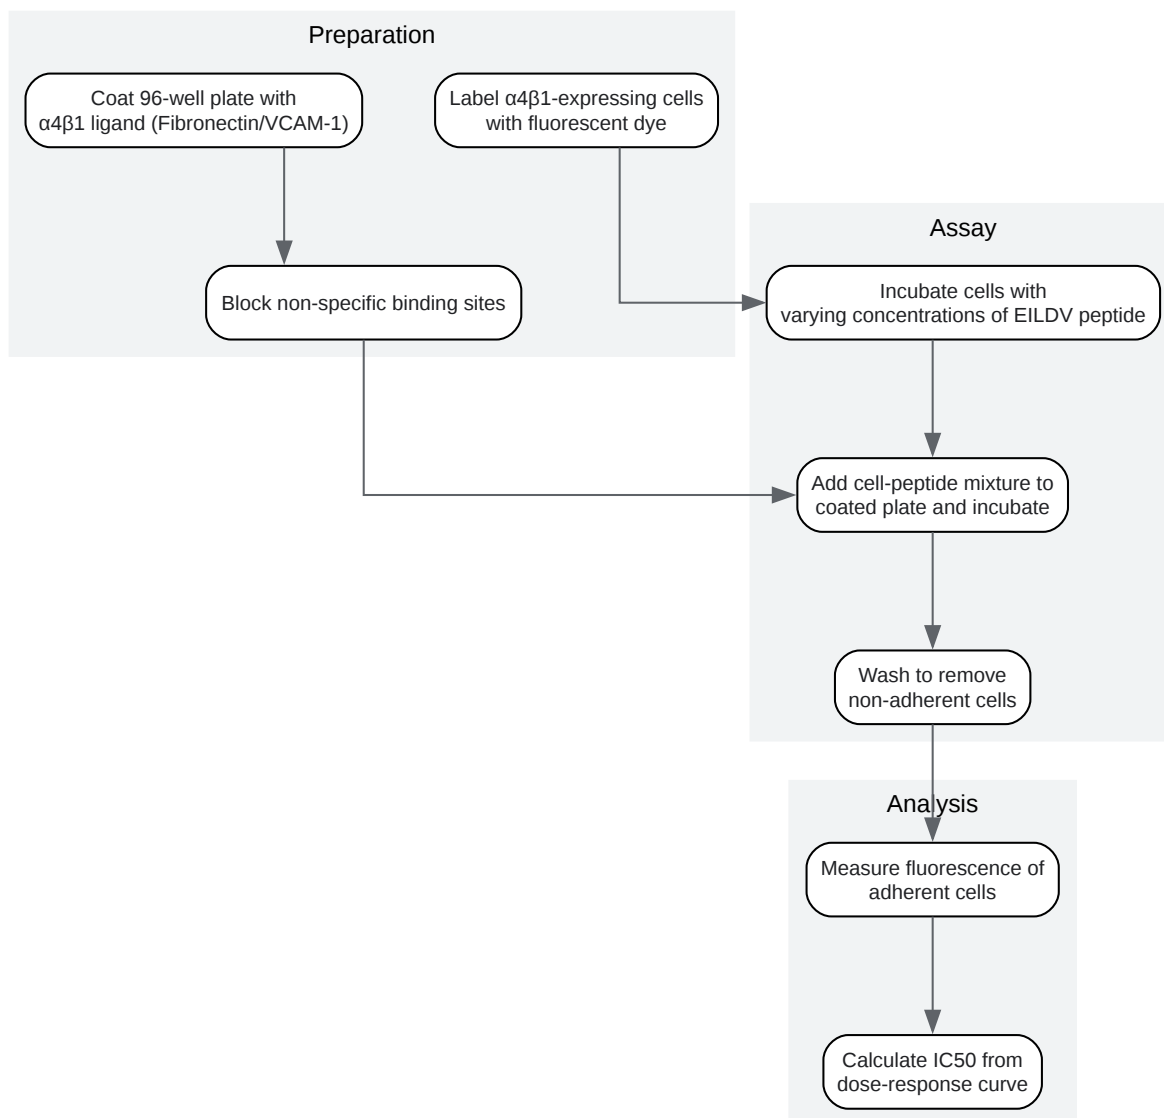 Preparation
Coat 96-well plate with
α4β1 ligand (Fibronectin/VCAM-1)
Label α4β1-expressing cells
with fluorescent dye
Block non-specific binding sites
Assay
Incubate cells with
varying concentrations of EILDV peptide
Add cell-peptide mixture to
coated plate and incubate
Wash to remove
non-adherent cells
Analysis
Measure fluorescence of
adherent cells
Calculate IC50 from
dose-response curve